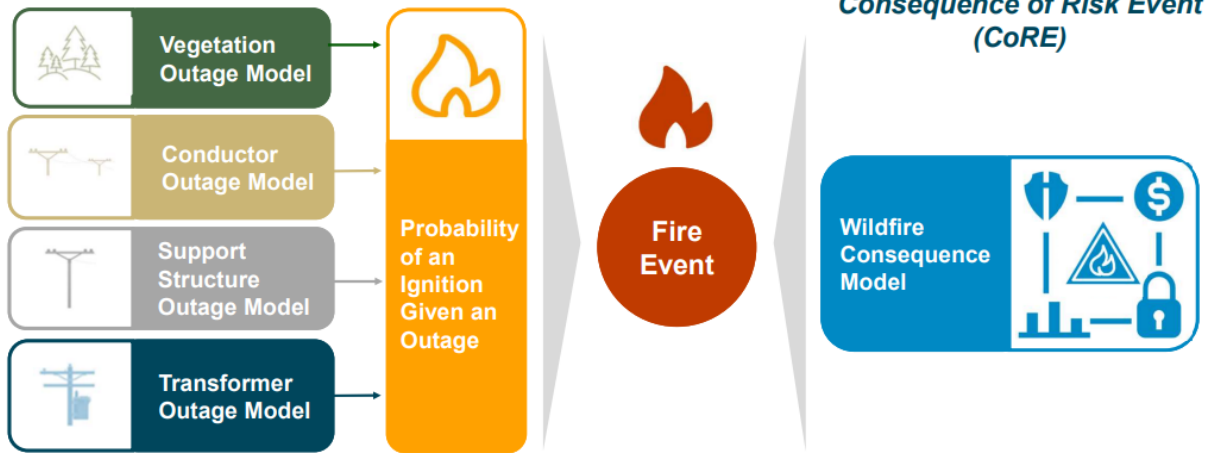 Consequence of Risk Event
(CoRE)
Vegetation
Outage Model
Conductor
Outage Model
Support
Structure
Outage Model
Transformer
Outage Model
Probability
of an
Ignition
Given an
Outage
Fire
Event
Wildfire
Consequence
Model
$